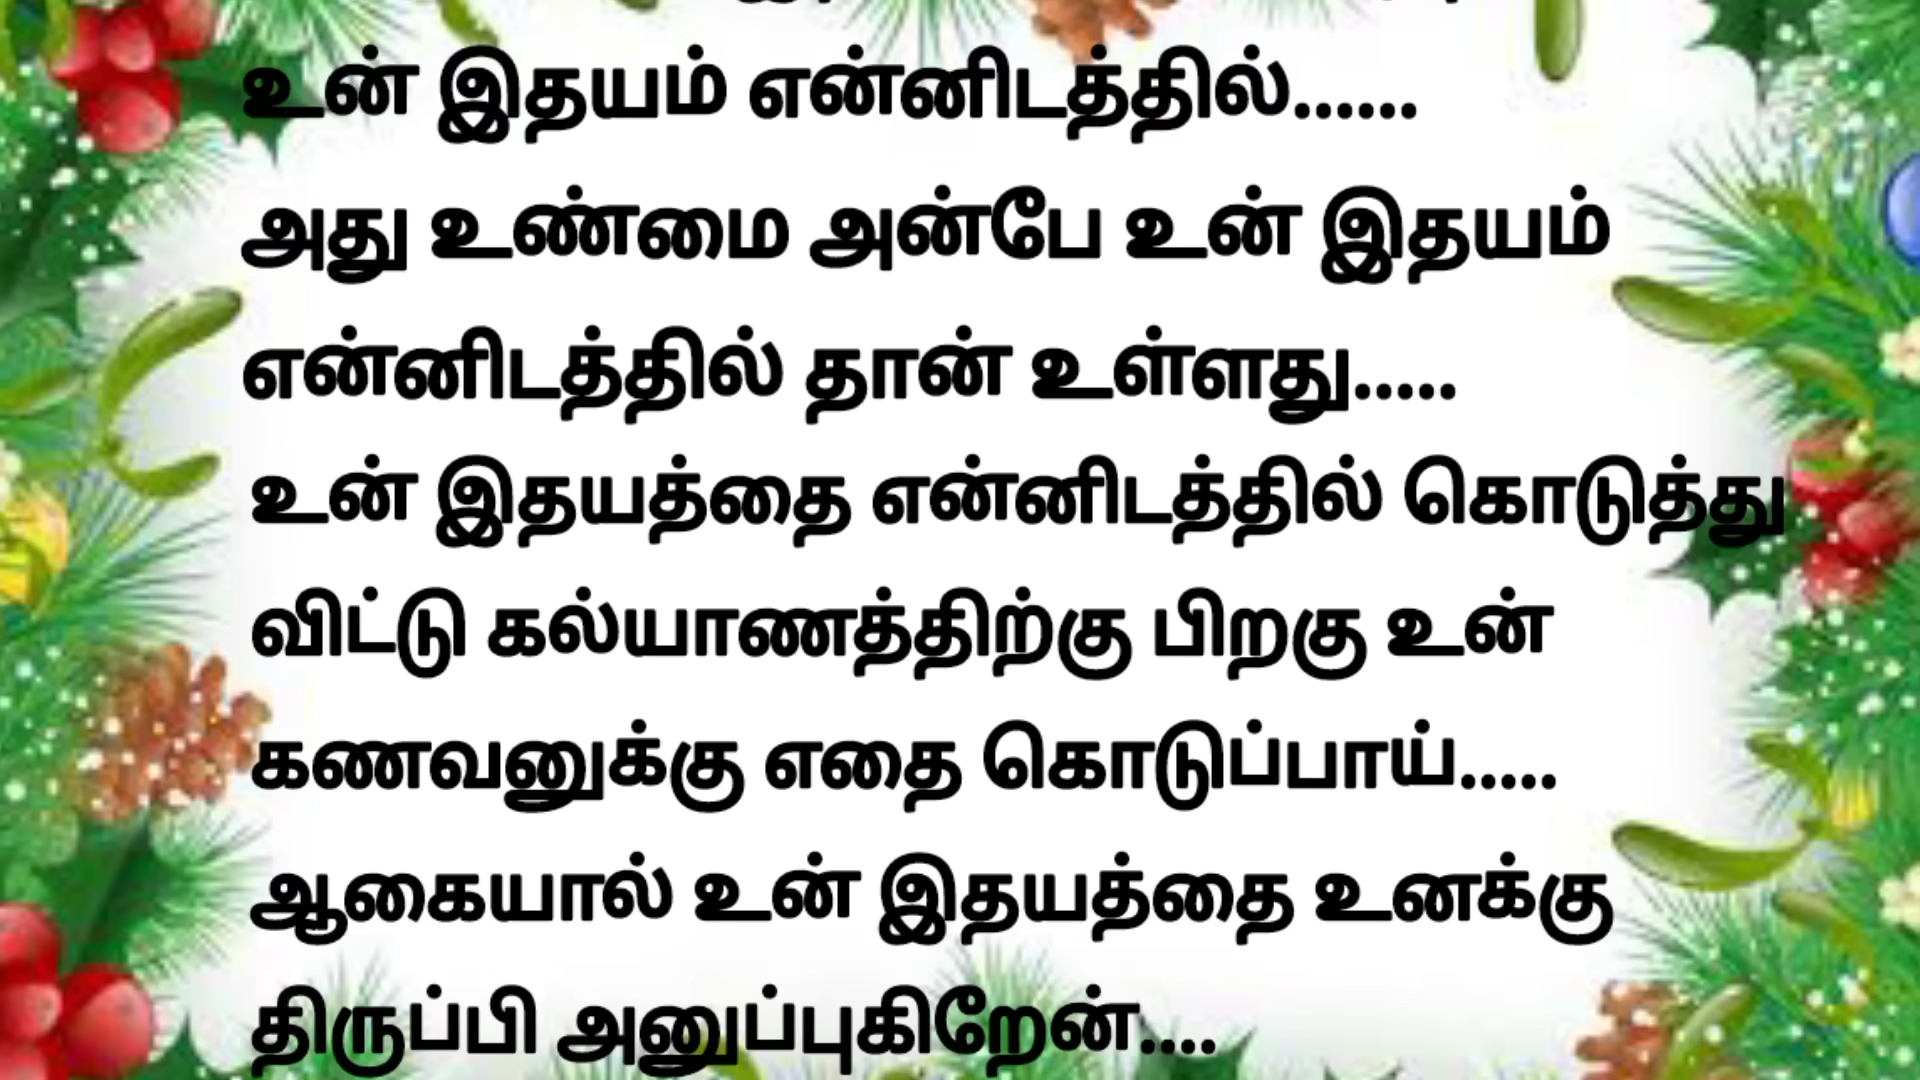 உன் இதயம் என்னிடத்தில்......
அது உண்மை அன்பே உன் இதயம்
என்னிடத்தில் தான் உள்ளது.....
உன் இதயத்தை என்னிடத்தில் கொடுத்து
விட்டு கல்யாணத்திற்கு பிறகு உன்
கணவனுக்கு எதை கொடுப்பாய்.....
ஆகையால் உன் இதயத்தை உனக்கு
திருப்பி அனுப்புகிறேன்....